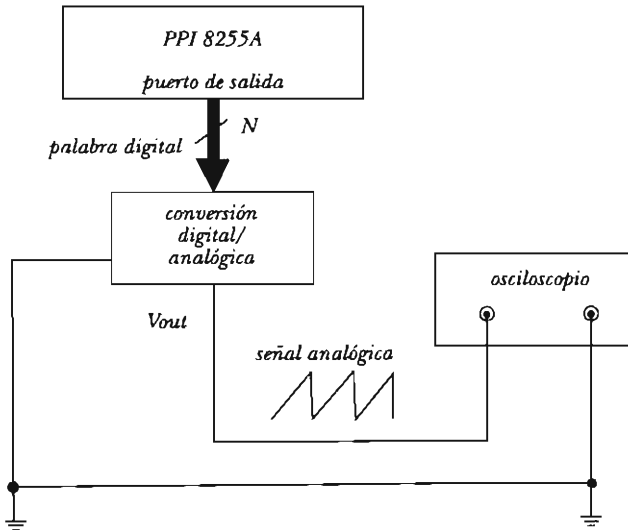 PPI 8255A
puerto de salida
N
palabra digital
conversión
digital/
analógica
osciloscopio
Vout
señal analógica